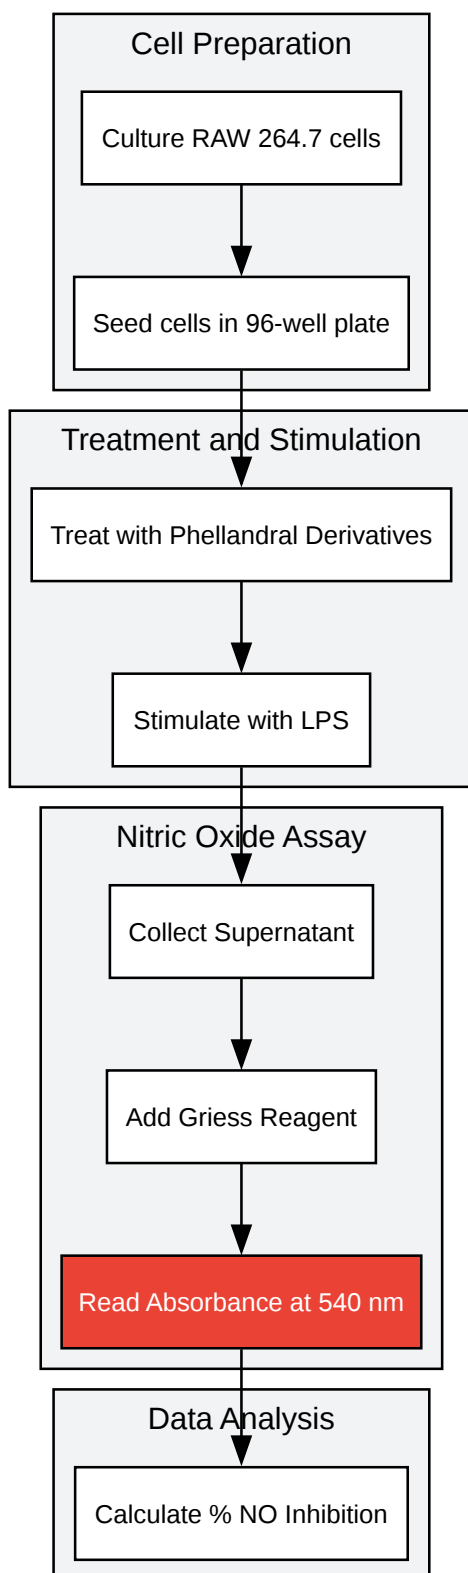 Cell Preparation
Culture RAW 264.7 cells
Seed cells in 96-well plate
Treatment and Stimulation
Treat with Phellandral Derivatives
Stimulate with LPS
Nitric Oxide Assay
Collect Supernatant
Add Griess Reagent
Read Absorbance at 540 nm
Data Analysis
Calculate % NO Inhibition